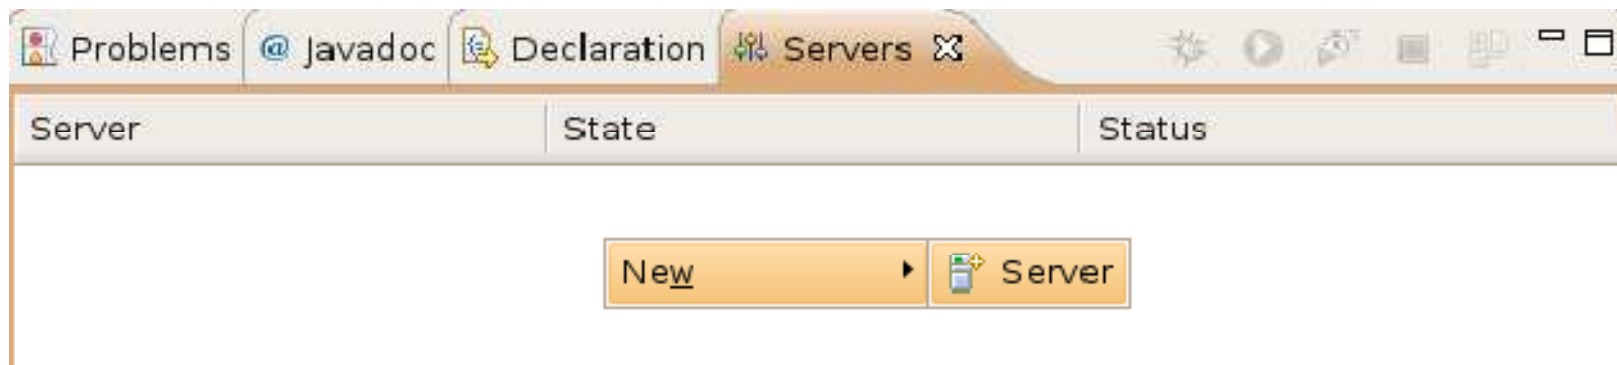 Problems @ Javadoc Declaration Servers
Server State Status
New Server